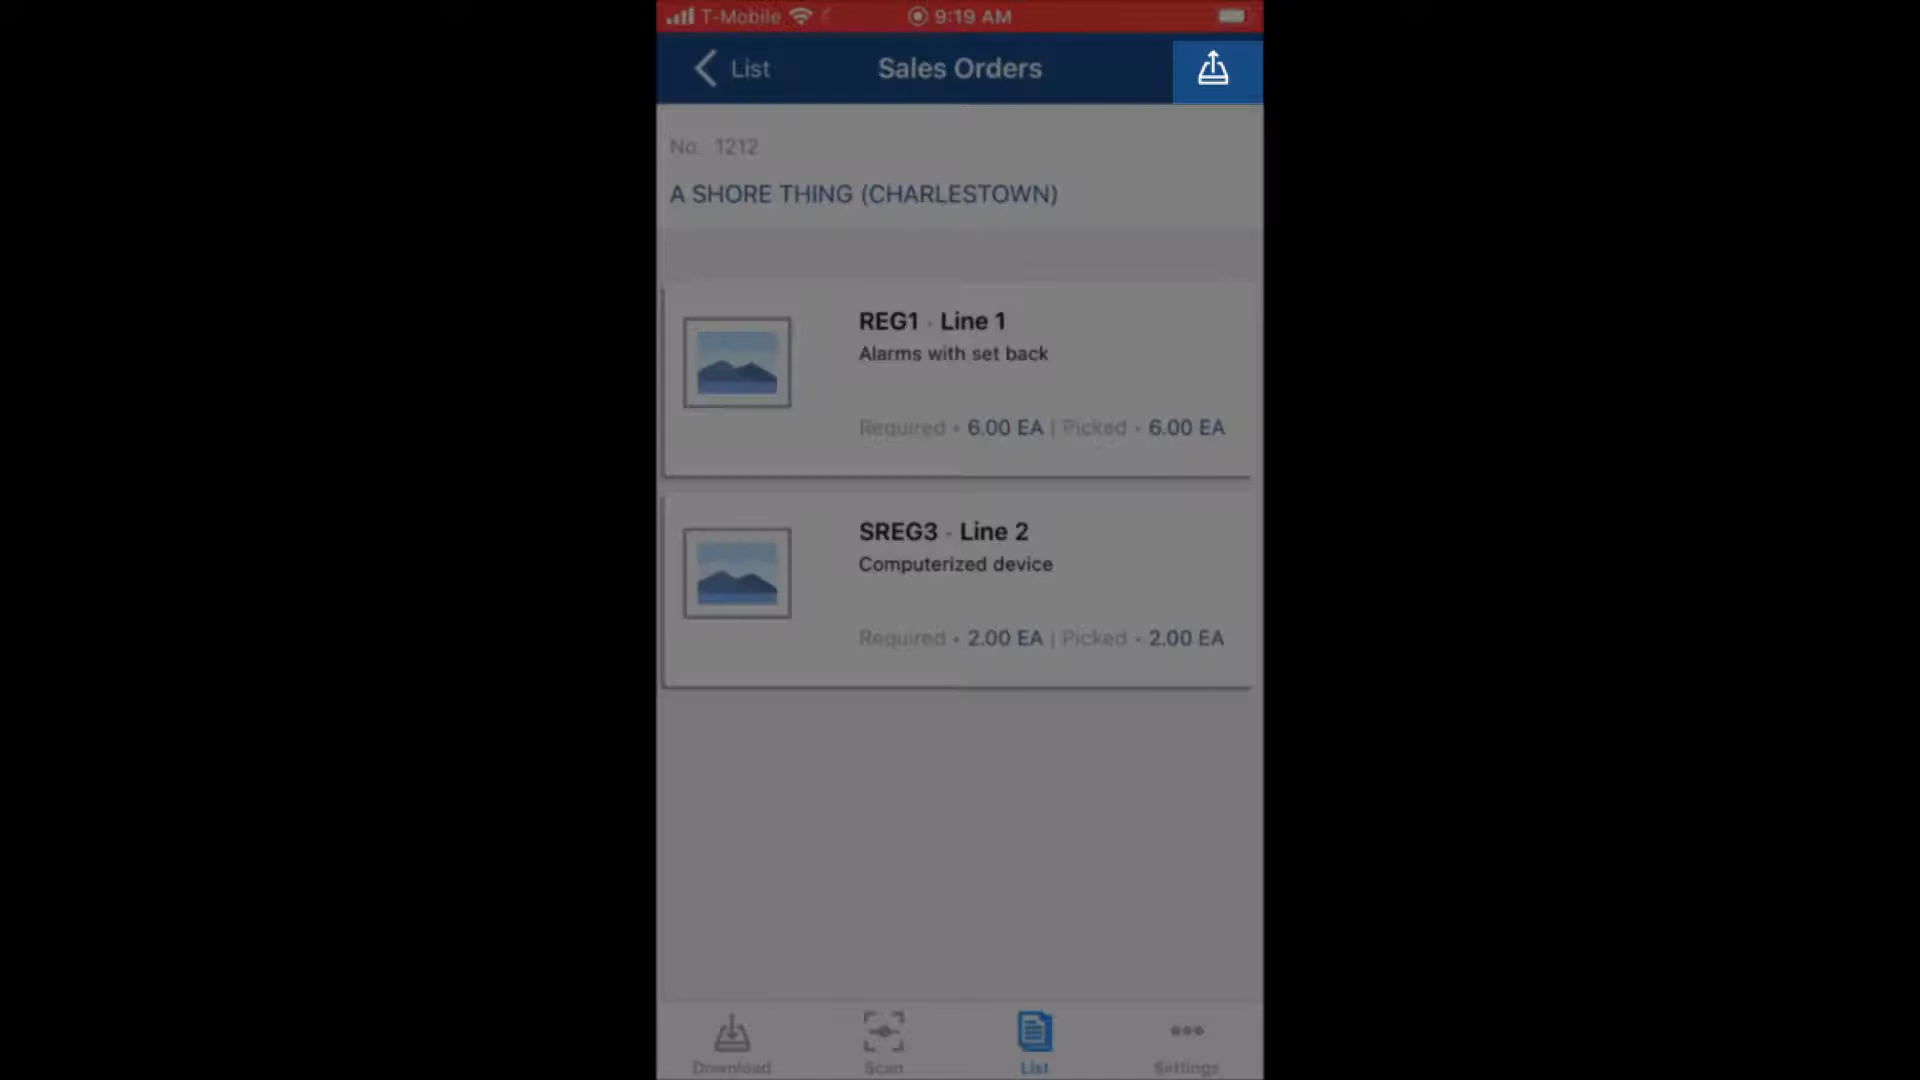 T-Mobile 9:19 AM
List Sales Orders
No. 1212
A SHORE THING (CHARLESTOWN)
REG1 - Line 1
Alarms with set back
Required • 6.00 EA | Picked • 6.00 EA
SREG3 - Line 2
Computerized device
Required • 2.00 EA | Picked • 2.00 EA
Download Scan List Settings